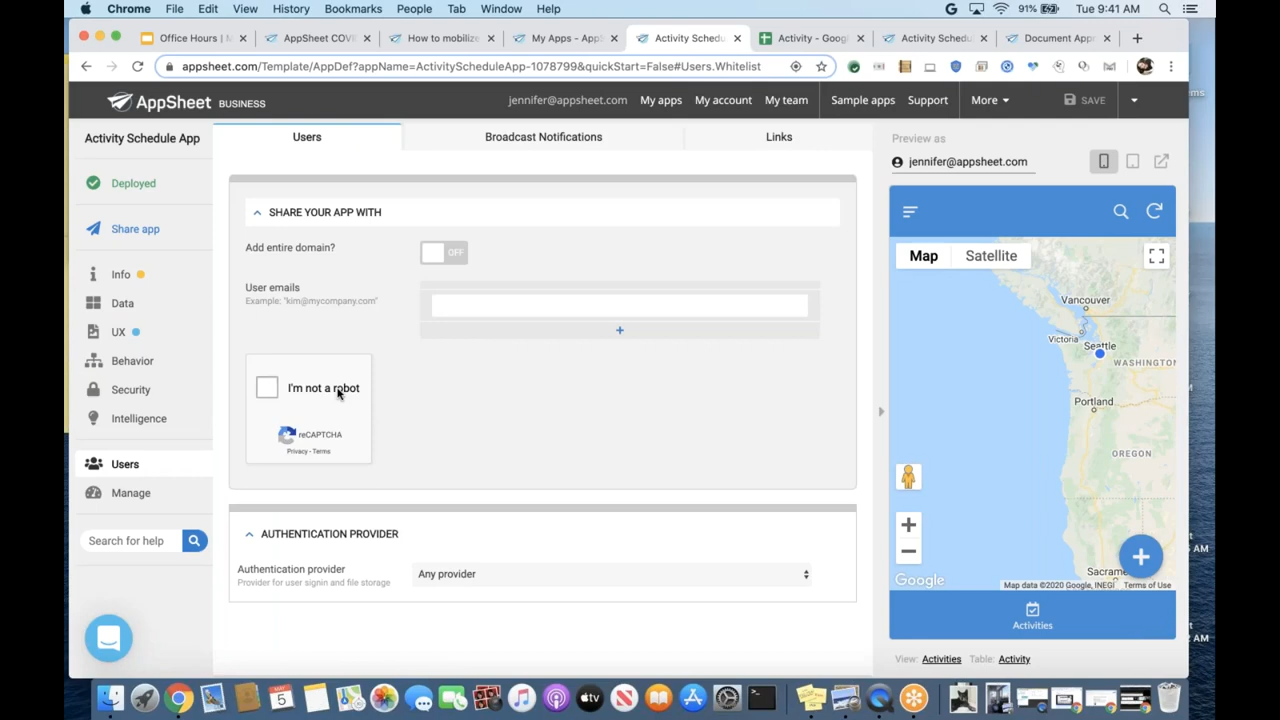 Chrome File Edit View History Bookmarks People Tab Window Help
91% Tue 9:41 AM
Office Hours | M
AppSheet COVI
How to mobilize
My Apps - AppS
Activity Schedu
Activity - Goog
Activity Schedu
Document Appr
appsheet.com/Template/AppDef?appName=ActivityScheduleApp-1078799&quickStart=False#Users.Whitelist
AppSheet BUSINESS
jennifer@appsheet.com My apps My account My team Sample apps Support More SAVE
Activity Schedule App
Deployed
Share app
Info
Data
UX
Behavior
Security
Intelligence
Users
Manage
Search for help
Users Broadcast Notifications Links
SHARE YOUR APP WITH
Add entire domain?
OFF
User emails
Example: "kim@mycompany.com"
+
I'm not a robot
reCAPTCHA
Privacy - Terms
AUTHENTICATION PROVIDER
Authentication provider
Provider for user signin and file storage
Any provider
Preview as
jennifer@appsheet.com
Map Satellite
Vancouver
Victoria
Seattle
WASHINGTON
Portland
OREGON
Sacrame
Google
Map data ©2020 Google, INEGI Terms of Use
Activities
View: Activities Table: Activity